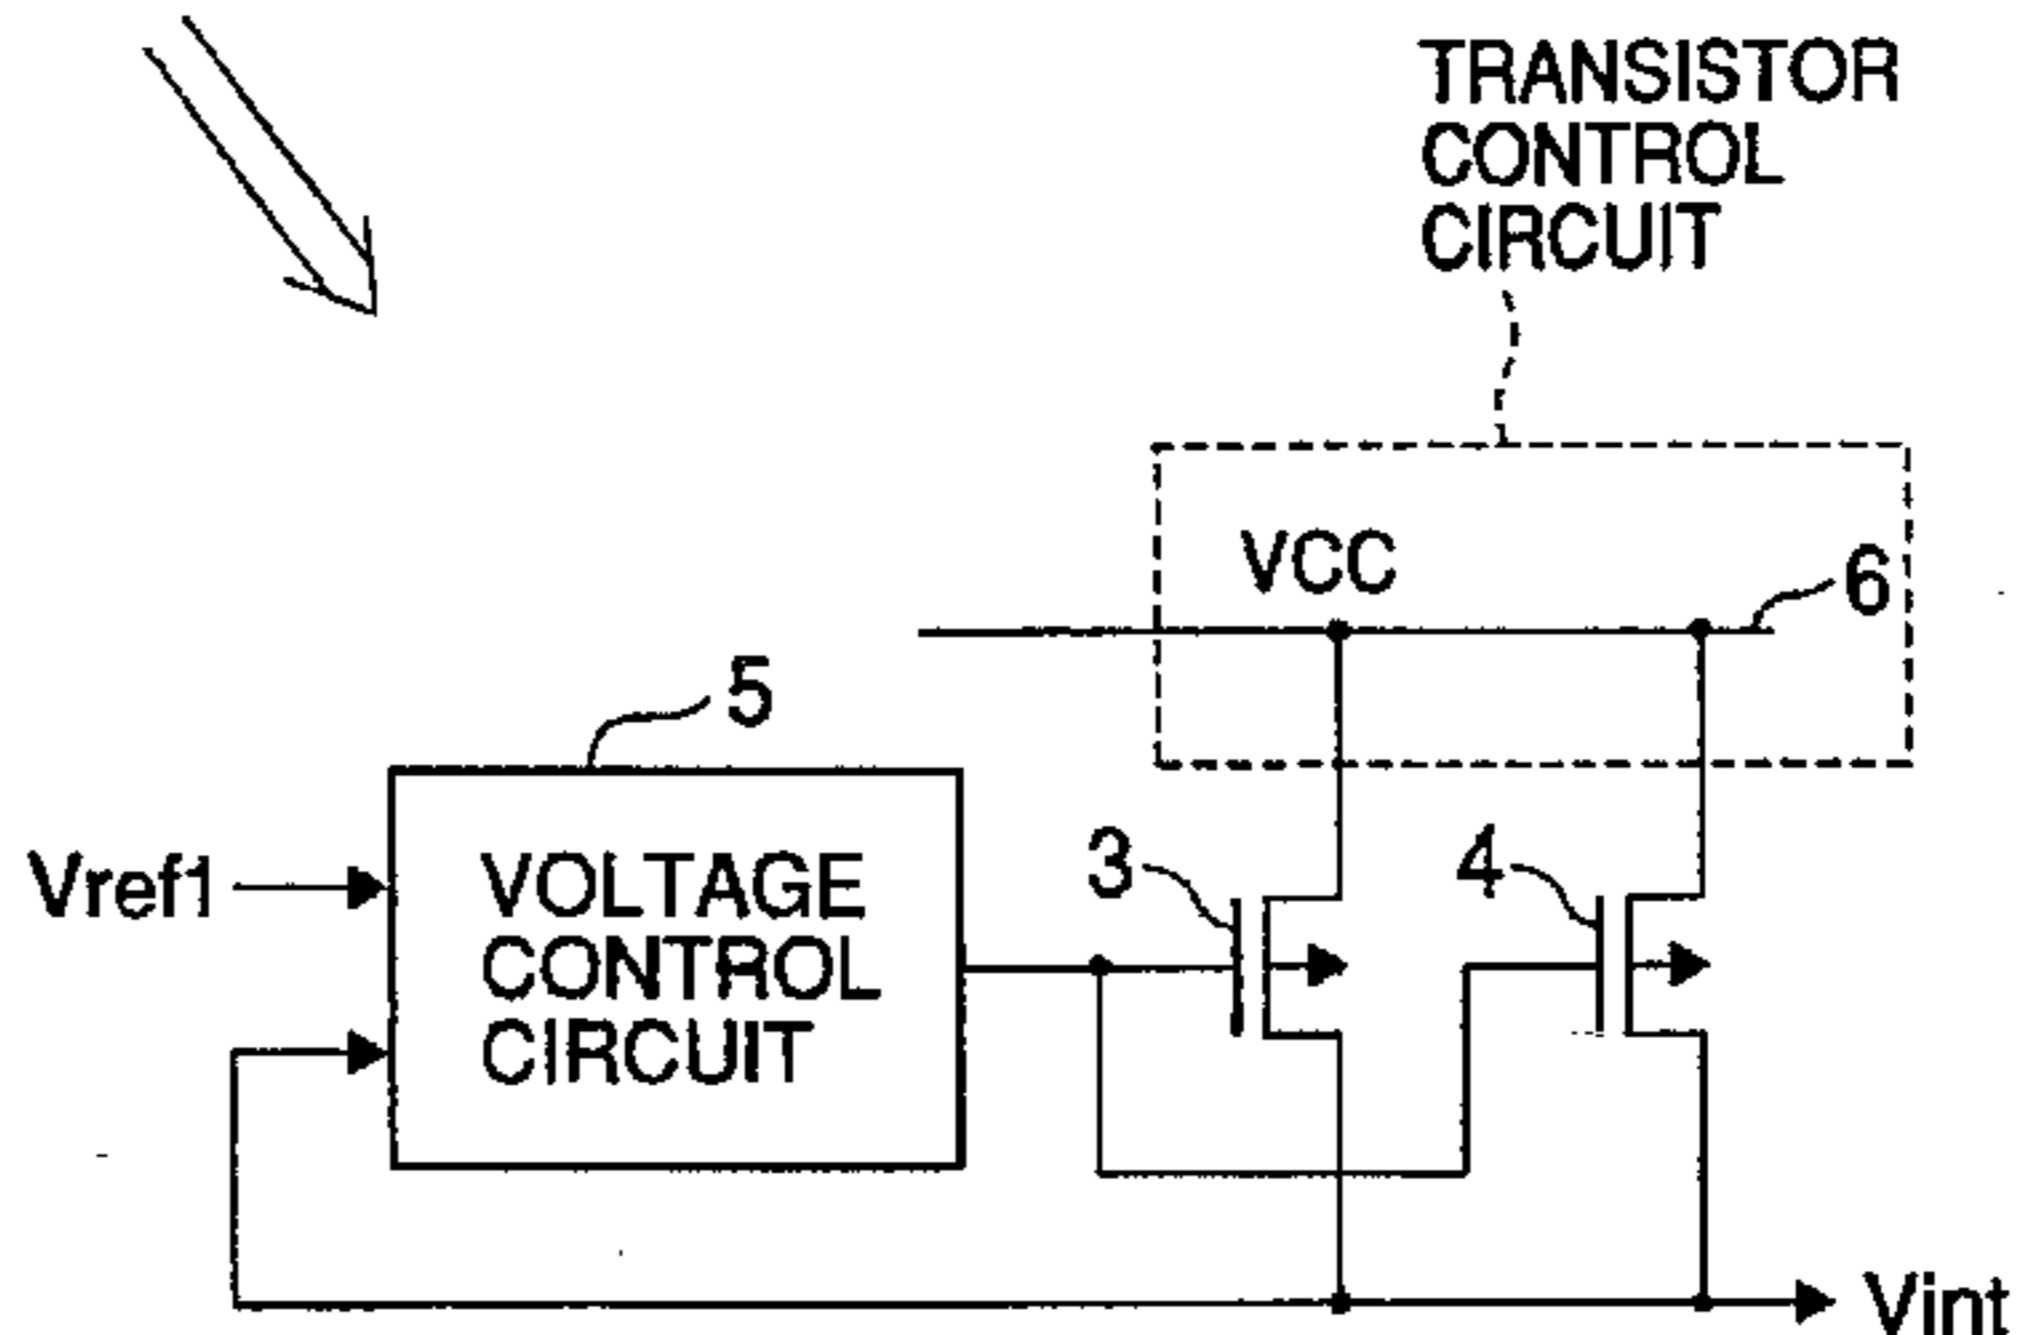 TRANSISTOR
CONTROL
CIRCUIT
VCC
6
5
Vref1
VOLTAGE
CONTROL
CIRCUIT
3
4
Vint